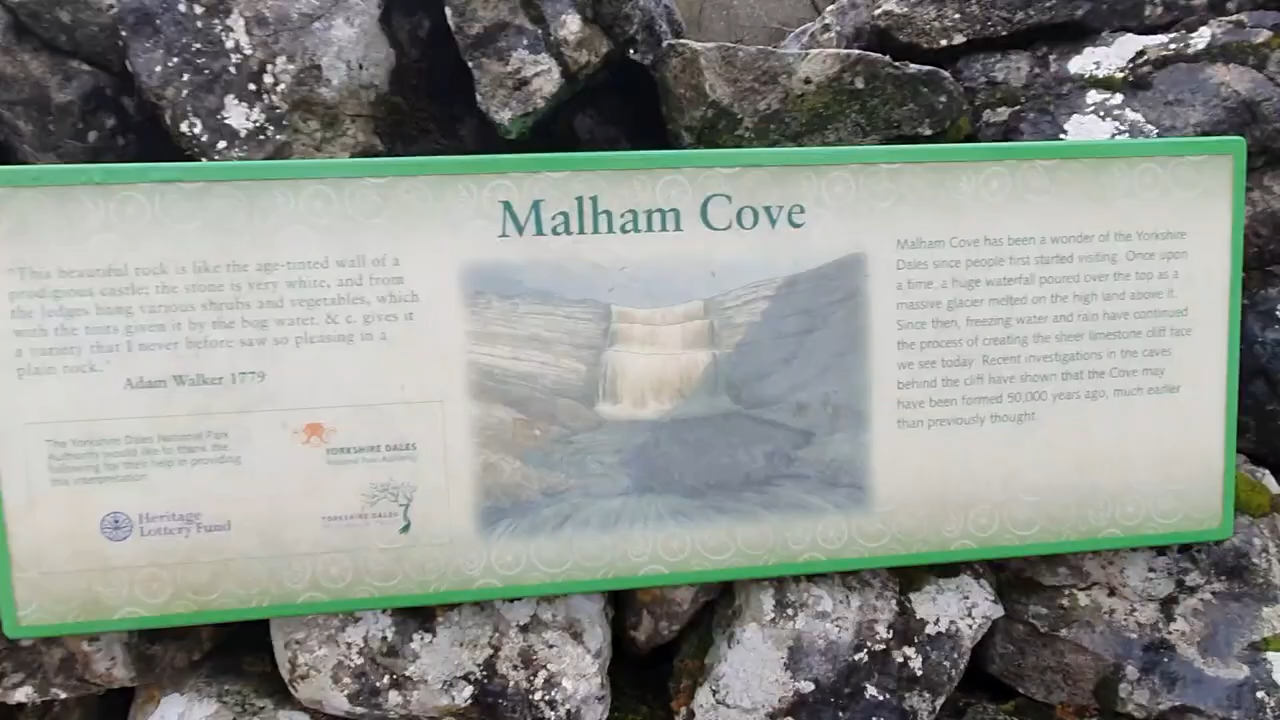 Malham Cove
"This beautiful rock is like the age-tinted wall of a
prodigious castle; the stone is very white, and from
the ledges hang various shrubs and vegetables, which
with the tints given it by the bog water, & c. gives it
a variety that I never before saw so pleasing in a
plain rock."
Adam Walker 1779
The Yorkshire Dales National Park
Authority would like to thank the
following for their help in providing
this interpretation:
YORKSHIRE DALES
National Park Authority
Heritage
Lottery Fund
YORKSHIRE DALES
Malham Cove has been a wonder of the Yorkshire
Dales since people first started visiting. Once upon
a time, a huge waterfall poured over the top as a
massive glacier melted on the high land above it.
Since then, freezing water and rain have continued
the process of creating the sheer limestone cliff face
we see today. Recent investigations in the caves
behind the cliff have shown that the Cove may
have been formed 50,000 years ago, much earlier
than previously thought.